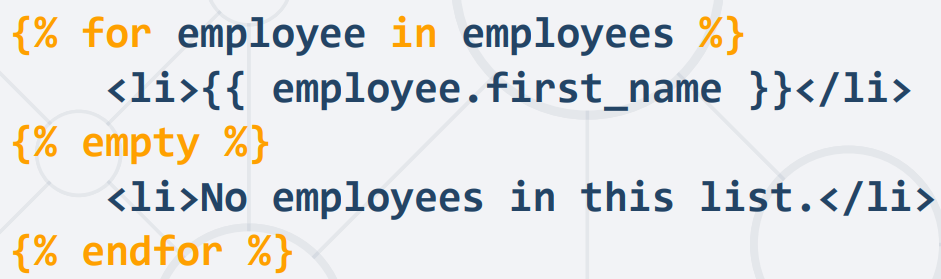 {% for employee in employees %}
    <li>{{ employee.first_name }}</li>
{% empty %}
    <li>No employees in this list.</li>
{% endfor %}